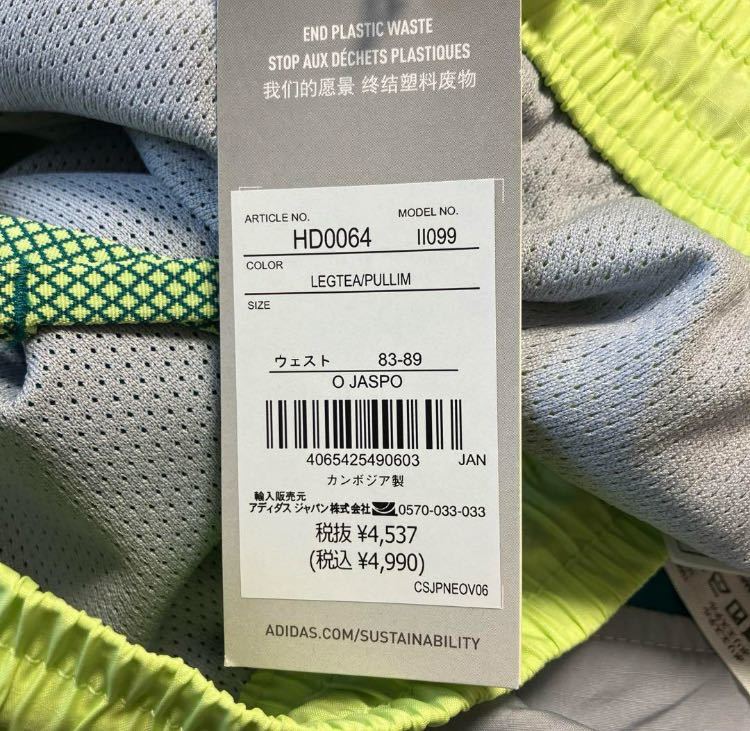 END PLASTIC WASTE
STOP AUX DÉCHETS PLASTIQUES
我们的愿景 终结塑料废物
ARTICLE NO.
MODEL NO.
HD0064
II099
COLOR
LEGTEA/PULLIM
SIZE
ウェスト 83-89
O JASPO
4065425490603 JAN
カンボジア製
輸入販売元
アディダス ジャパン株式会社 0570-033-033
税抜 ¥4,537
(税込 ¥4,990)
CSJPNEOV06
ADIDAS.COM/SUSTAINABILITY